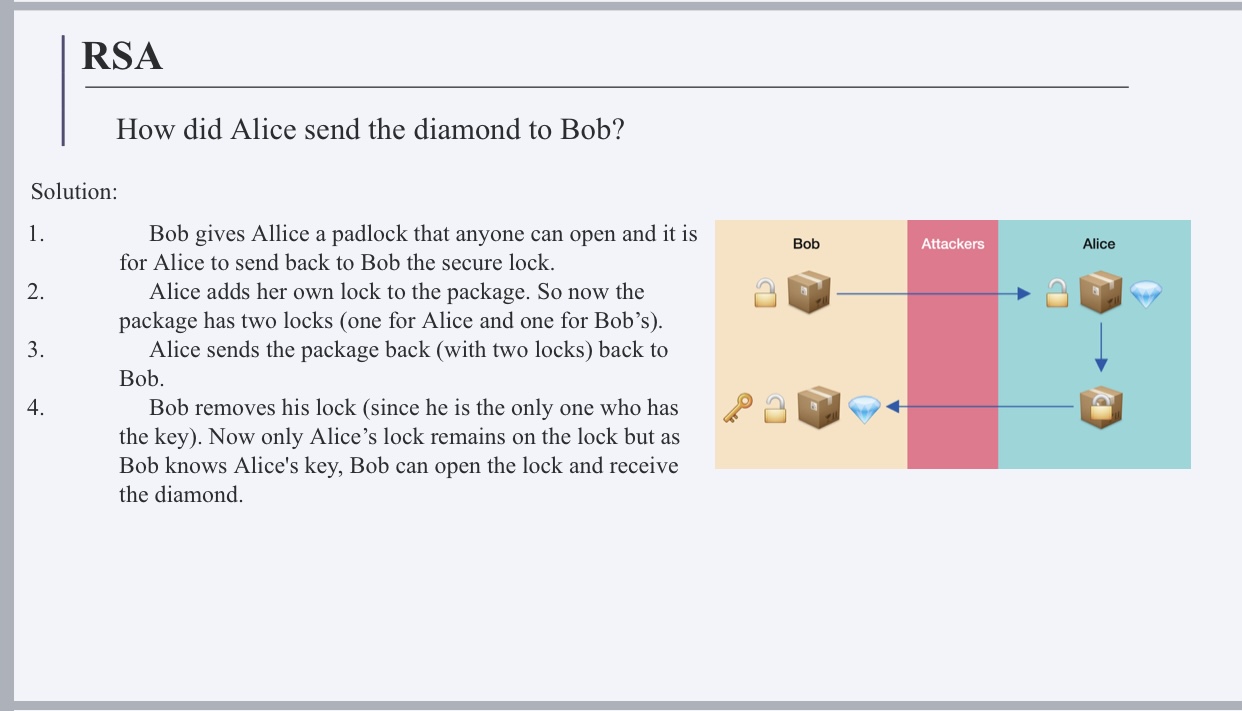 RSA
How did Alice send the diamond to Bob?
Solution:
1. Bob gives Allice a padlock that anyone can open and it is
for Alice to send back to Bob the secure lock.
2. Alice adds her own lock to the package. So now the
package has two locks (one for Alice and one for Bob’s).
3. Alice sends the package back (with two locks) back to
Bob.
4. Bob removes his lock (since he is the only one who has
the key). Now only Alice’s lock remains on the lock but as
Bob knows Alice's key, Bob can open the lock and receive
the diamond.
Bob
Attackers
Alice